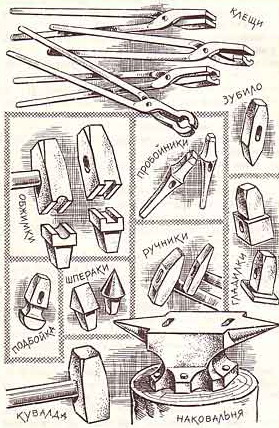 КЛЕЩИ
ЗУБИЛО
ПРОБОЙНИКИ
ОБЖИМКИ
РУЧНИКИ
ГЛАДИЛКИ
ШПЕРАКИ
ПОДБОЙКА
КУВАЛДА
НАКОВАЛЬНЯ